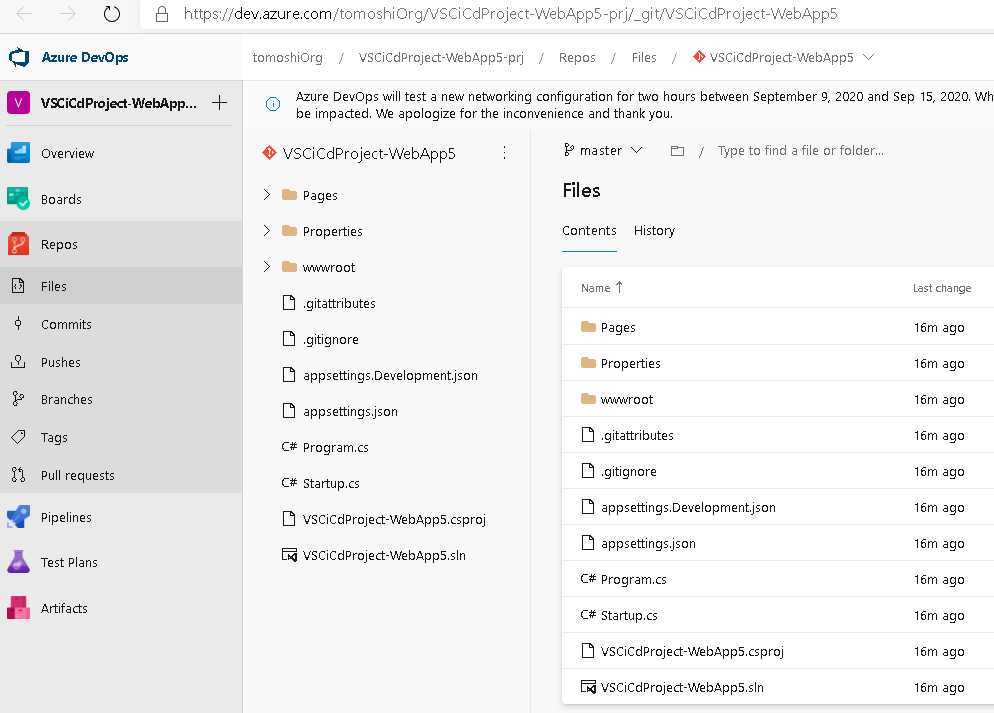 https://dev.azure.com/tomoshiOrg/VSCiCdProject-WebApp5-prj/_git/VSCiCdProject-WebApp5
Azure DevOps
tomoshiOrg / VSCiCdProject-WebApp5-prj / Repos / Files / VSCiCdProject-WebApp5
V VSCiCdProject-WebApp...
Azure DevOps will test a new networking configuration for two hours between September 9, 2020 and Sep 15, 2020. Wh
be impacted. We apologize for the inconvenience and thank you.
Overview
Boards
Repos
Files
Commits
Pushes
Branches
Tags
Pull requests
Pipelines
Test Plans
Artifacts
VSCiCdProject-WebApp5
Pages
Properties
wwwroot
.gitattributes
.gitignore
appsettings.Development.json
appsettings.json
C# Program.cs
C# Startup.cs
VSCiCdProject-WebApp5.csproj
VSCiCdProject-WebApp5.sln
master / Type to find a file or folder...
Files
Contents History
Name ↑ Last change
Pages 16m ago
Properties 16m ago
wwwroot 16m ago
.gitattributes 16m ago
.gitignore 16m ago
appsettings.Development.json 16m ago
appsettings.json 16m ago
C# Program.cs 16m ago
C# Startup.cs 16m ago
VSCiCdProject-WebApp5.csproj 16m ago
VSCiCdProject-WebApp5.sln 16m ago